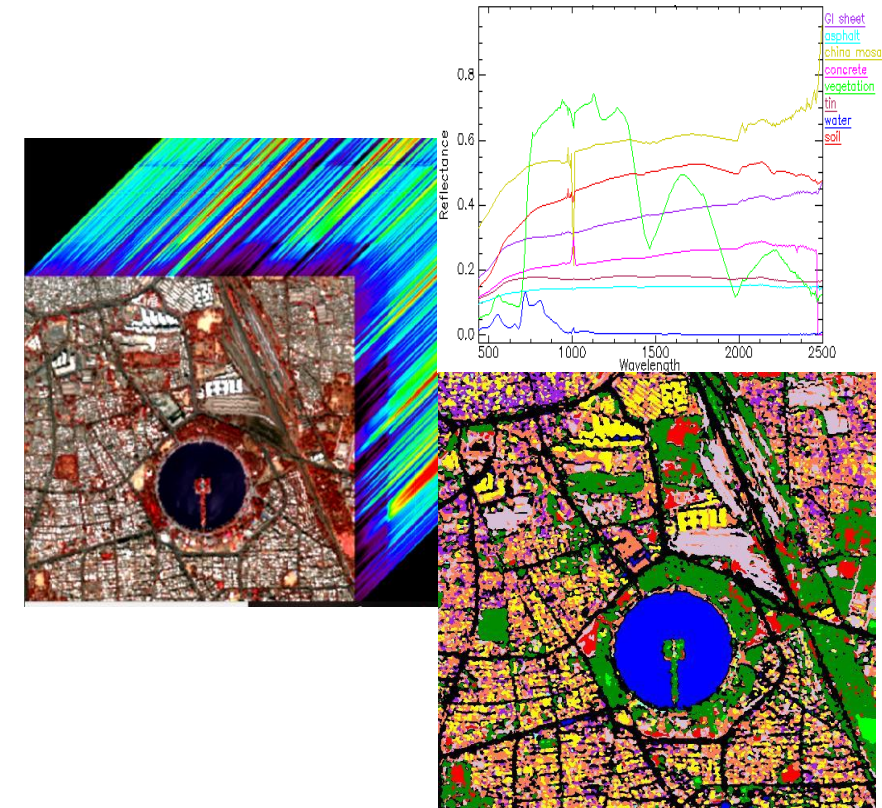 GI sheet
asphalt
china mosa
concrete
vegetation
tin
water
soil
0.8
0.6
0.4
0.2
0.0
Reflectance
500
1000
1500
2000
2500
Wavelength